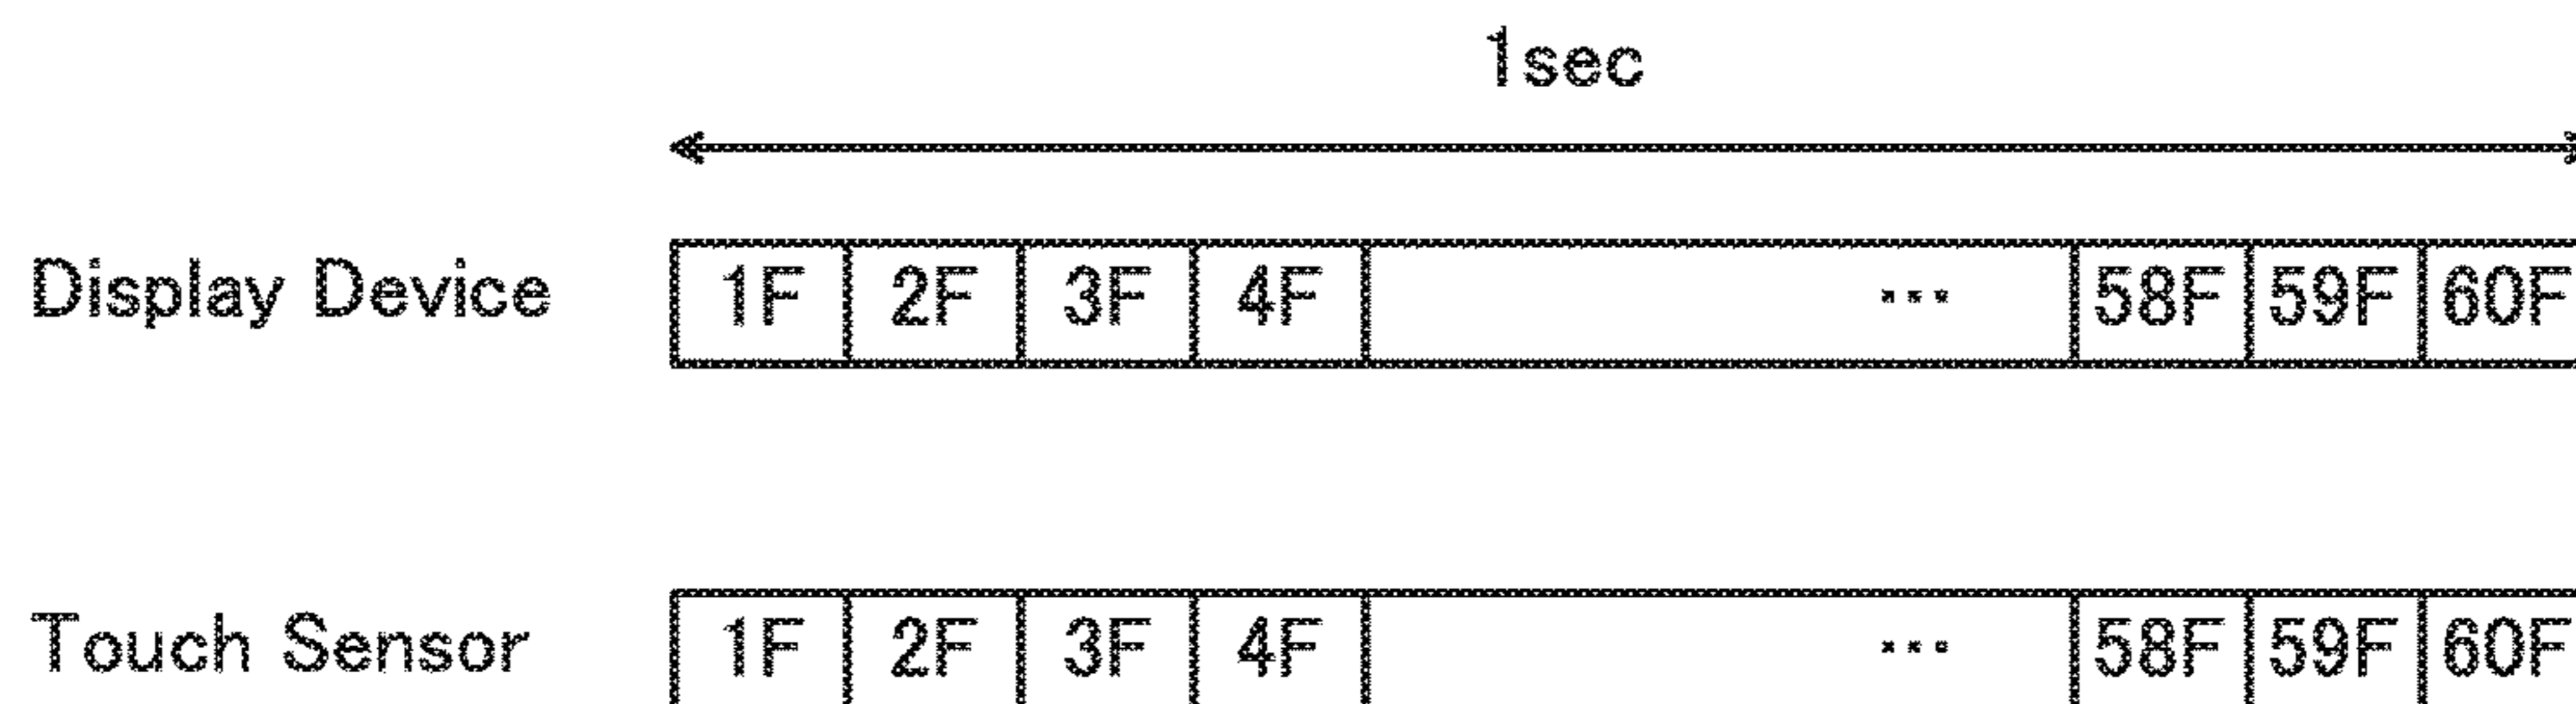 1sec
Display Device 1F 2F 3F 4F ... 58F 59F 60F
Touch Sensor 1F 2F 3F 4F ... 58F 59F 60F